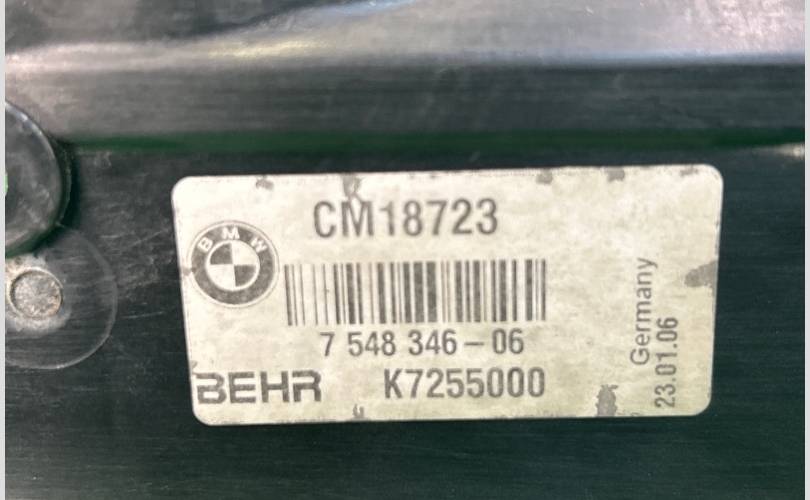 CM18723
BMW
7 548 346-06
BEHR K7255000
Germany
23.01.06